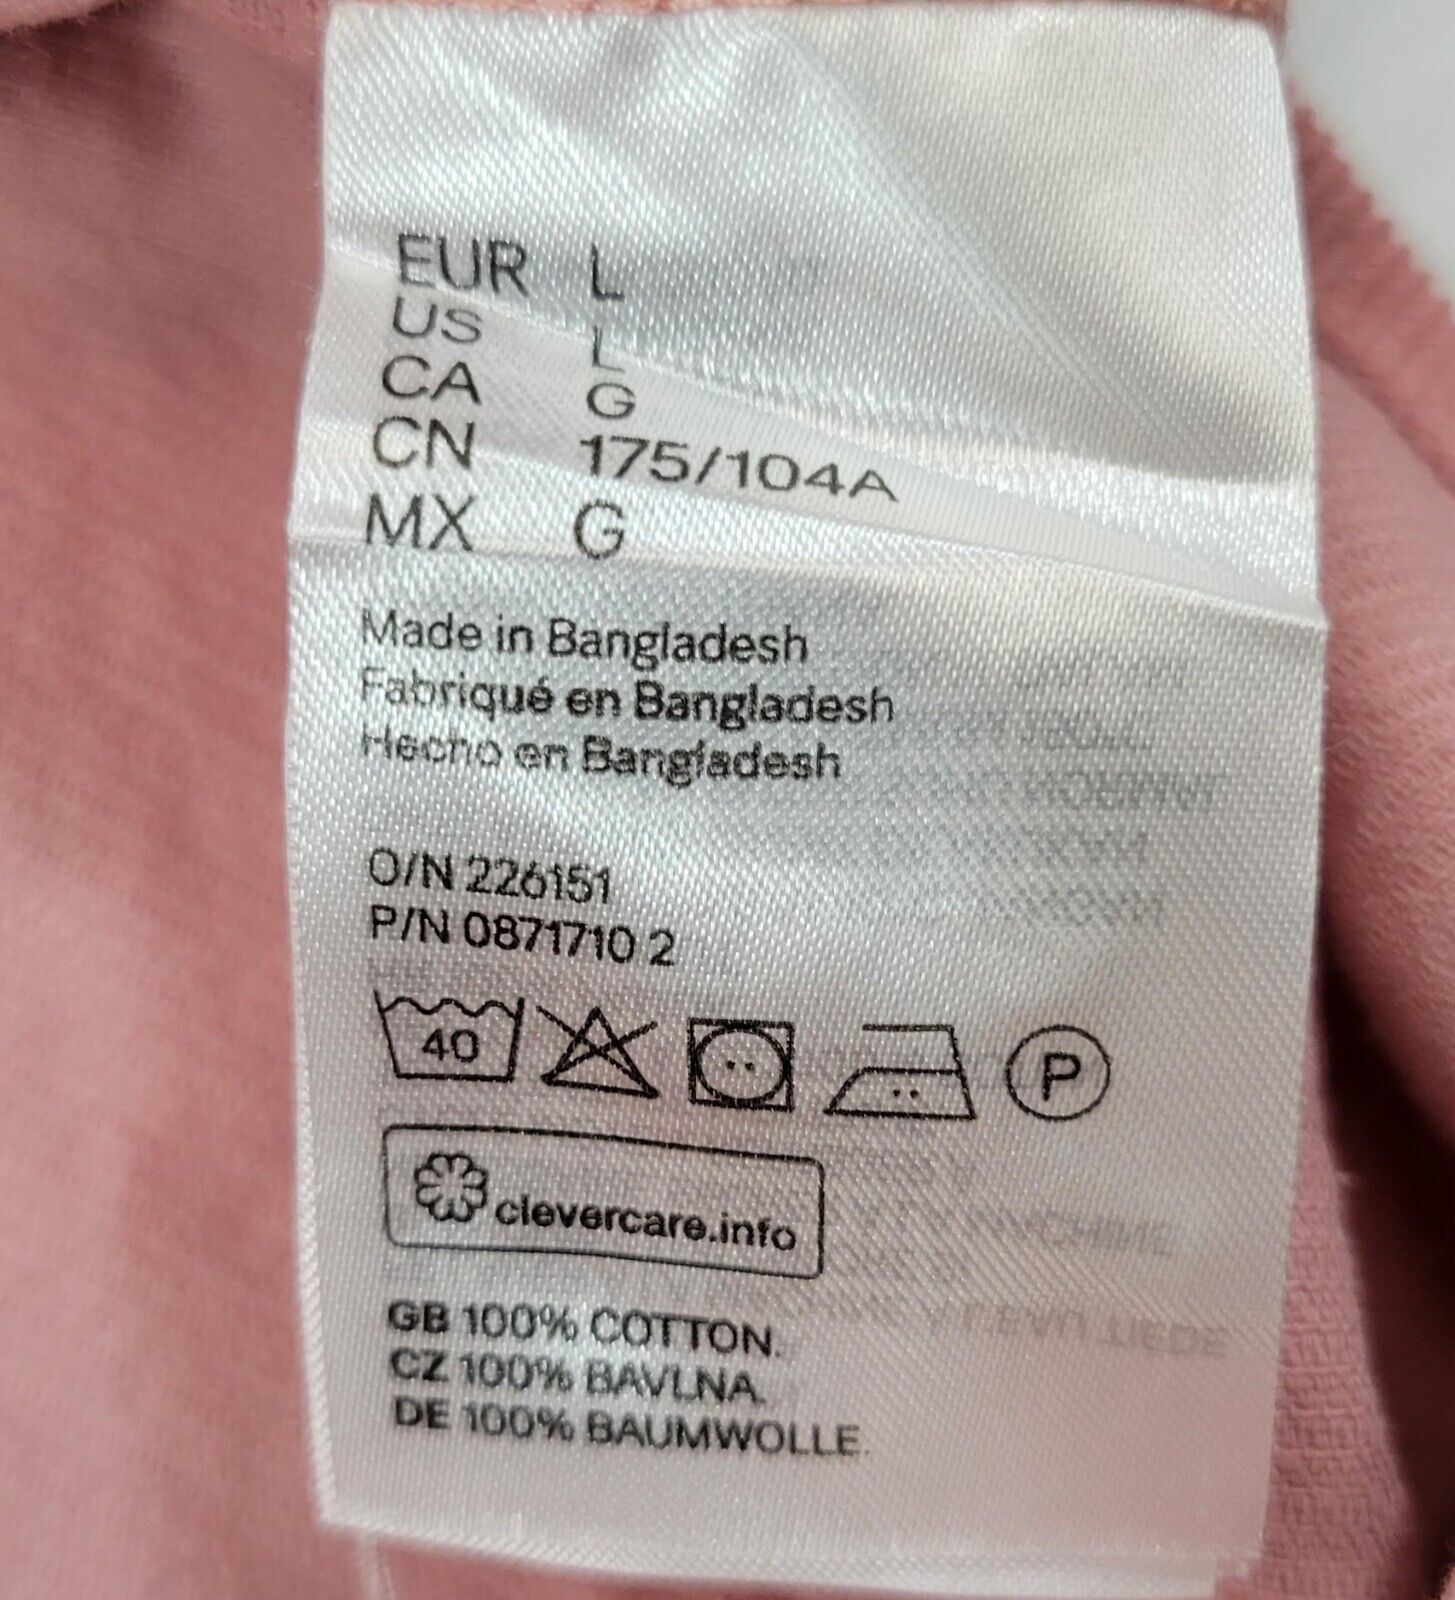 EUR L
US L
CA G
CN 175/104A
MX G
Made in Bangladesh
Fabriqué en Bangladesh
Hecho en Bangladesh
O/N 226151
P/N 0871710 2
40 P
clevercare.info
GB 100% COTTON.
CZ 100% BAVLNA.
DE 100% BAUMWOLLE.